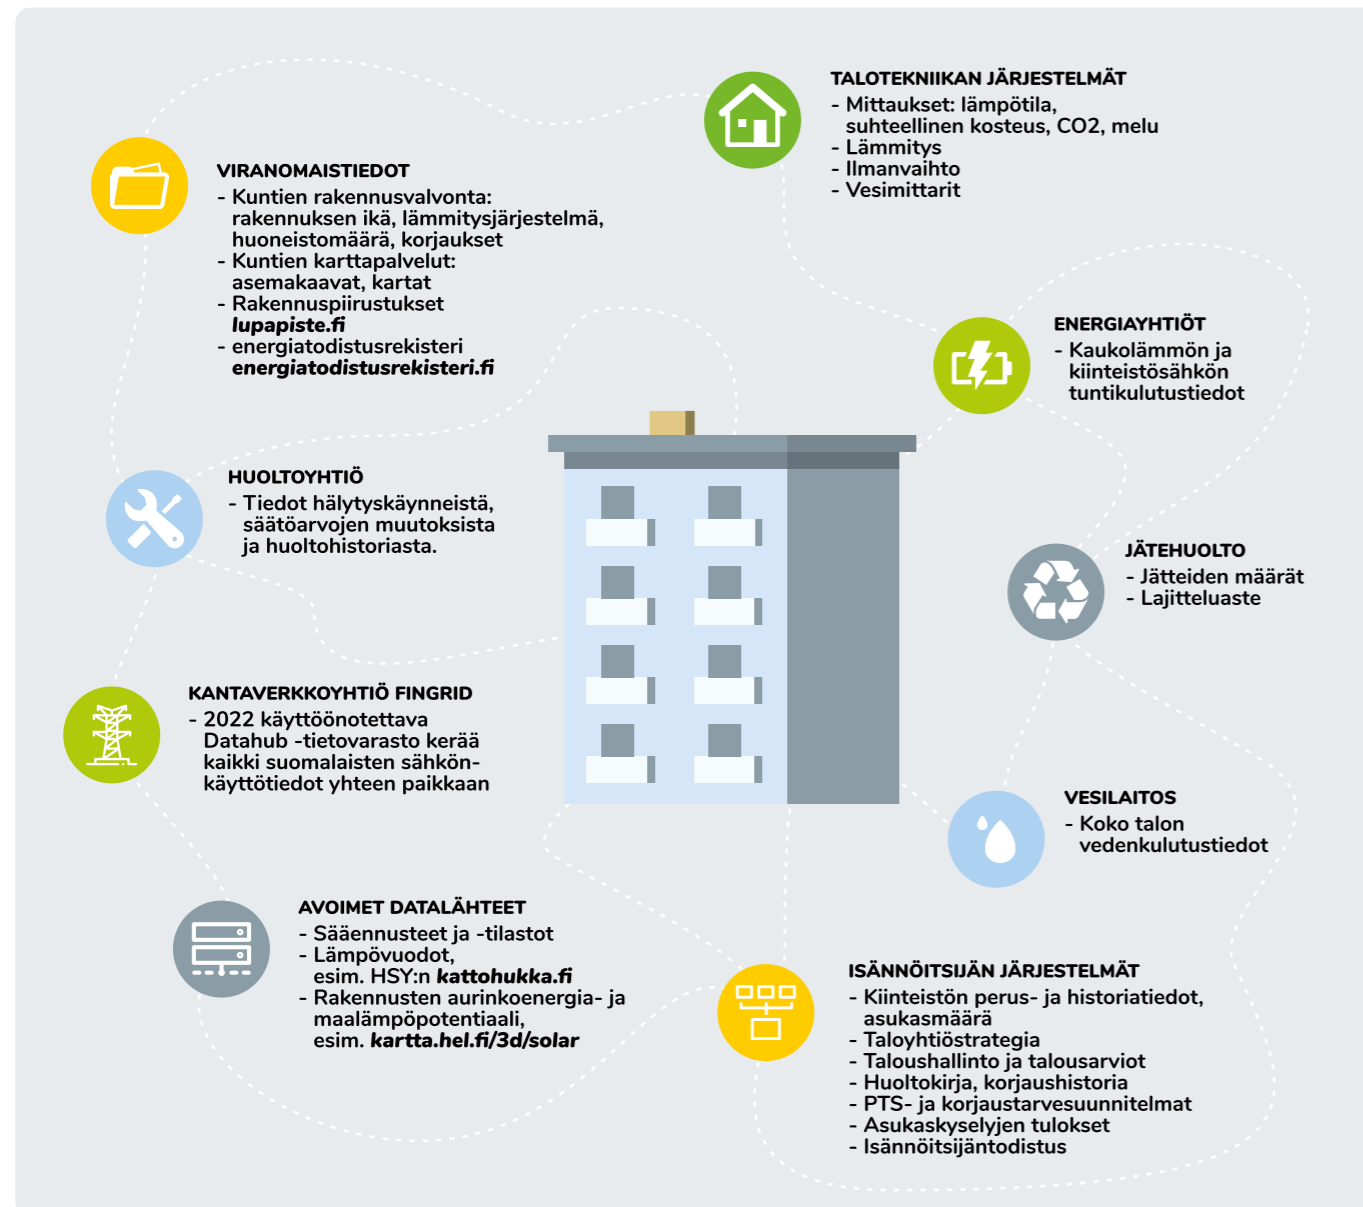 TALOTEKNIIKAN JÄRJESTELMÄT
- Mittaukset: lämpötila,
suhteellinen kosteus, CO2, melu
- Lämmitys
- Ilmanvaihto
- Vesimittarit
VIRANOMAISTIEDOT
- Kuntien rakennusvalvonta:
rakennuksen ikä, lämmitysjärjestelmä,
huoneistomäärä, korjaukset
- Kuntien karttapalvelut:
asemakaavat, kartat
- Rakennuspiirustukset
lupapiste.fi
- energiatodistusrekisteri
energiatodistusrekisteri.fi
ENERGIAYHTIÖT
- Kaukolämmön ja
kiinteistösähkön
tuntikulutustiedot
HUOLTOYHTIÖ
- Tiedot hälytyskäynneistä,
säätöarvojen muutoksista
ja huoltohistoriasta.
JÄTEHUOLTO
- Jätteiden määrät
- Lajitteluaste
KANTAVERKKOYHTIÖ FINGRID
- 2022 käyttöönotettava
Datahub -tietovarasto kerää
kaikki suomalaisten sähkön-
käyttötiedot yhteen paikkaan
VESILAITOS
- Koko talon
vedenkulutustiedot
AVOIMET DATALÄHTEET
- Sääennusteet ja -tilastot
- Lämpövuodot,
esim. HSY:n kattohukka.fi
- Rakennusten aurinkoenergia- ja
maalämpöpotentiaali,
esim. kartta.hel.fi/3d/solar
ISÄNNÖITSIJÄN JÄRJESTELMÄT
- Kiinteistön perus- ja historiatiedot,
asukasmäärä
- Taloyhtiöstrategia
- Taloushallinto ja talousarviot
- Huoltokirja, korjaushistoria
- PTS- ja korjaustarvesuunnitelmat
- Asukaskyselyjen tulokset
- Isännöitsijäntodistus